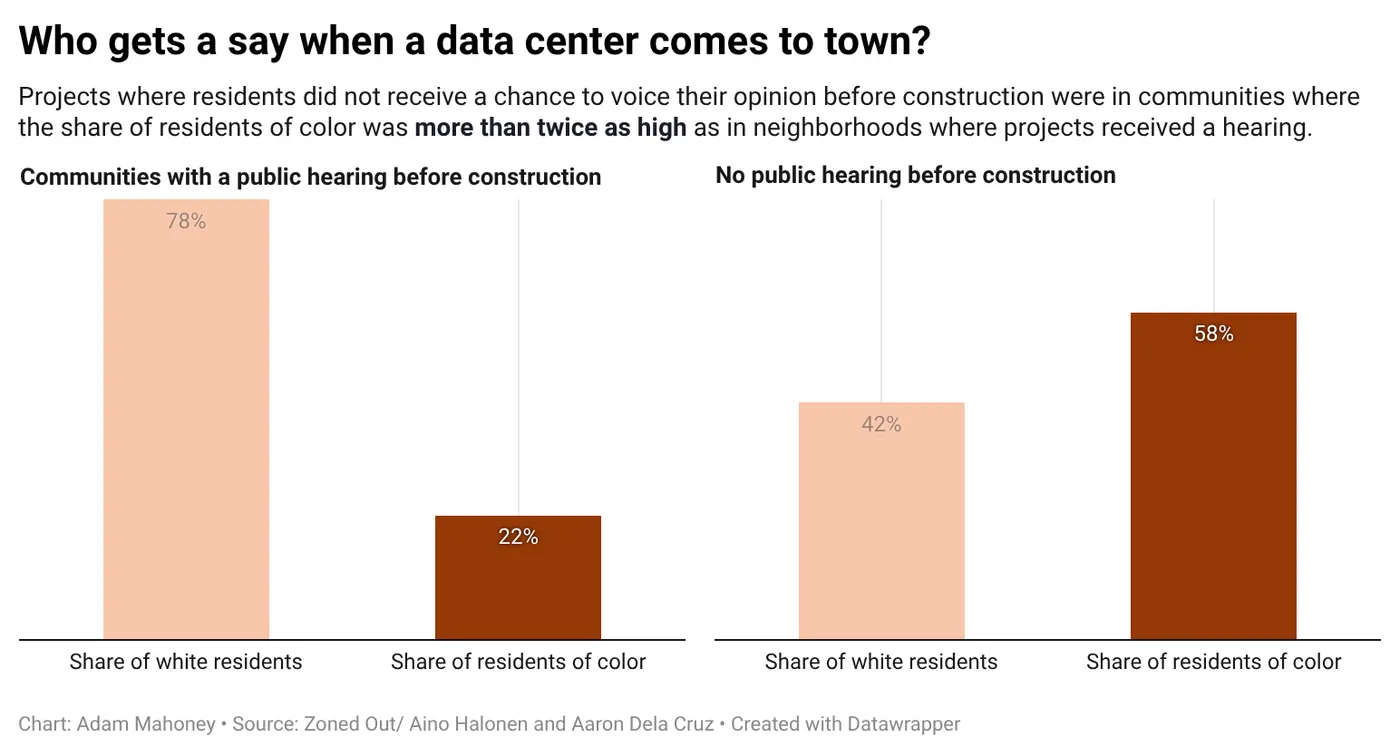 Who gets a say when a data center comes to town?
Projects where residents did not receive a chance to voice their opinion before construction were in communities where
the share of residents of color was more than twice as high as in neighborhoods where projects received a hearing.
Communities with a public hearing before construction
78%
22%
Share of white residents
Share of residents of color
No public hearing before construction
42%
58%
Share of white residents
Share of residents of color
Chart: Adam Mahoney • Source: Zoned Out/ Aino Halonen and Aaron Dela Cruz • Created with Datawrapper